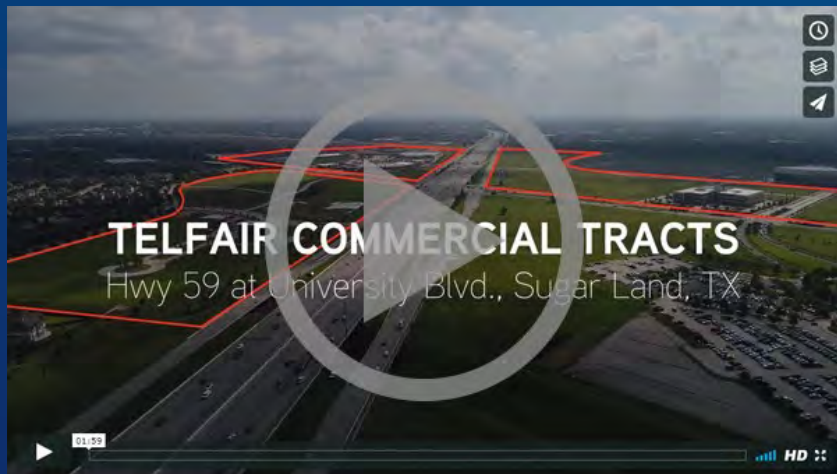 TELFAIR COMMERCIAL TRACTS
Hwy 59 at University Blvd., Sugar Land, TX
01:59
HD